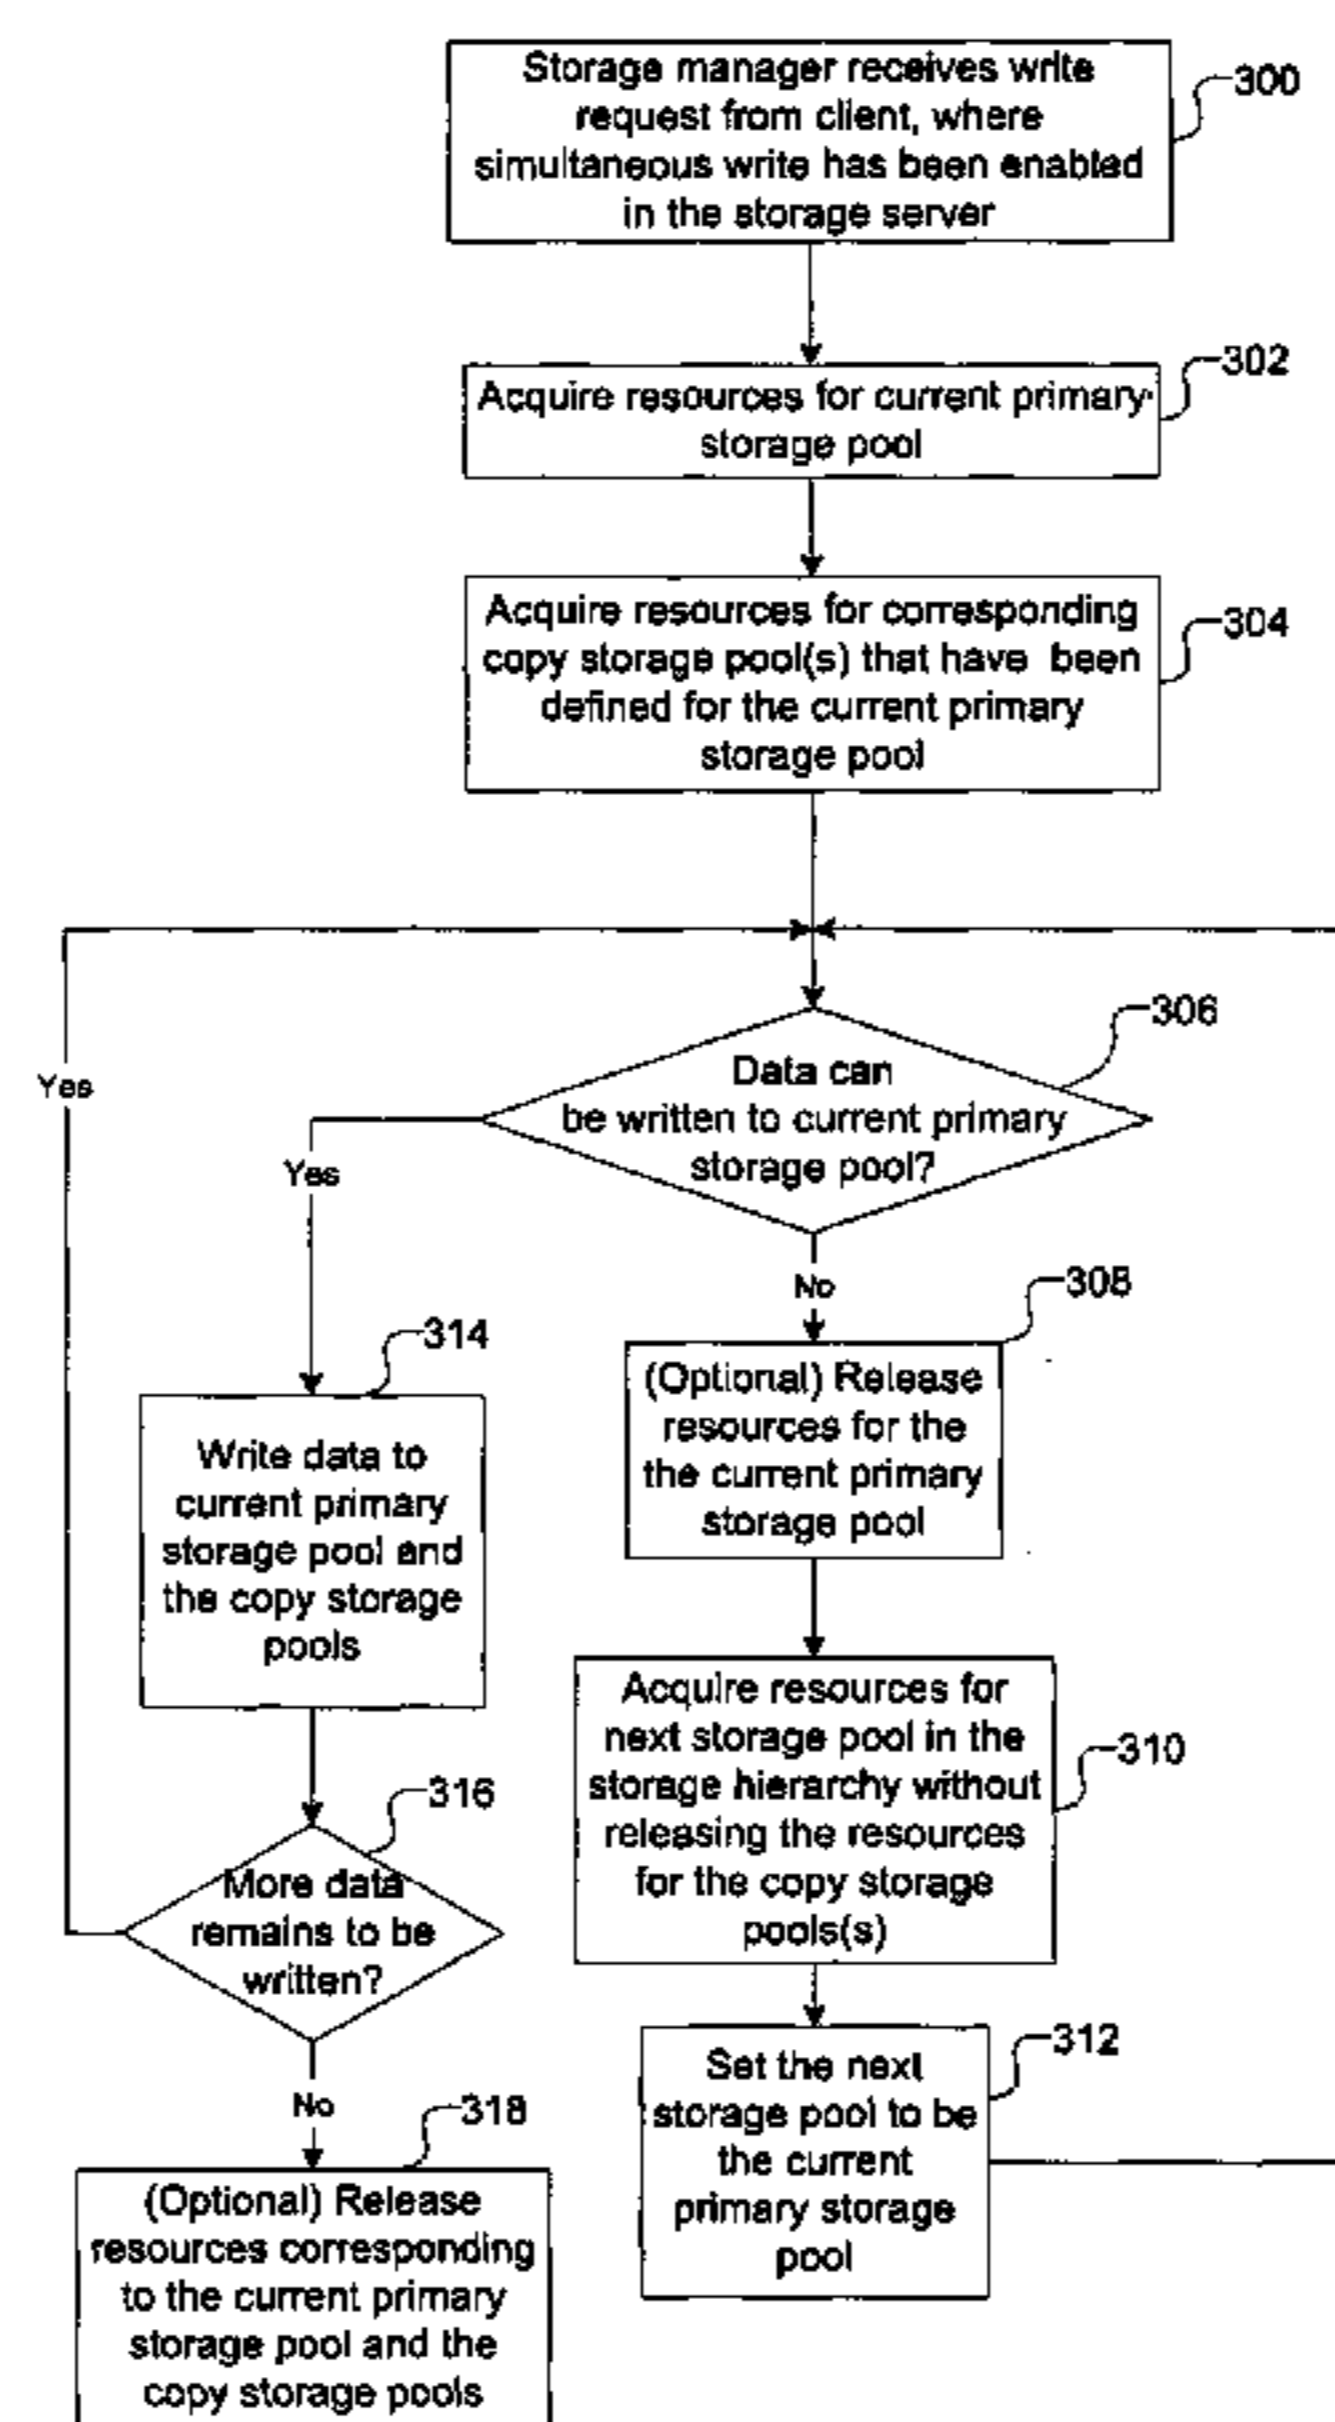 Storage manager receives write
request from client, where
simultaneous write has been enabled
in the storage server
300
Acquire resources for current primary
storage pool
302
Acquire resources for corresponding
copy storage pool(s) that have been
defined for the current primary
storage pool
304
Data can
be written to current primary
storage pool?
306
Yes
Yes
No
308
(Optional) Release
resources for the
the current primary
storage pool
314
Write data to
current primary
storage pool and
the copy storage
pools
Acquire resources for
next storage pool in the
storage hierarchy without
releasing the resources
for the copy storage
pools(s)
310
316
More data
remains to be
written?
Set the next
storage pool to be
the current
primary storage
pool
312
No
318
(Optional) Release
resources corresponding
to the current primary
storage pool and the
copy storage pools